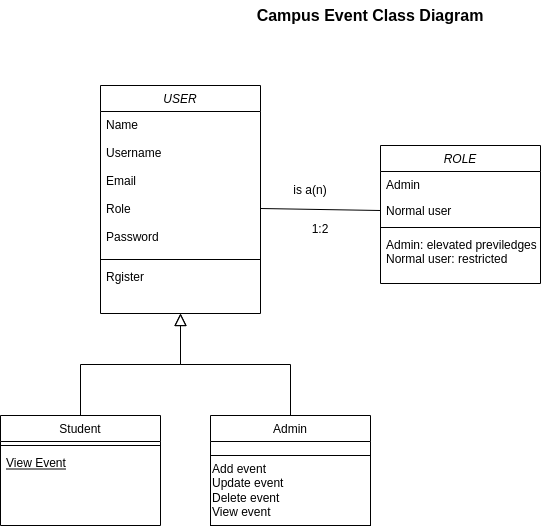 Campus Event Class Diagram
USER
Name
Username
Email
Role
Password
Rgister
is a(n)
1:2
ROLE
Admin
Normal user
Admin: elevated previledges
Normal user: restricted
Student
View Event
Admin
Add event
Update event
Delete event
View event